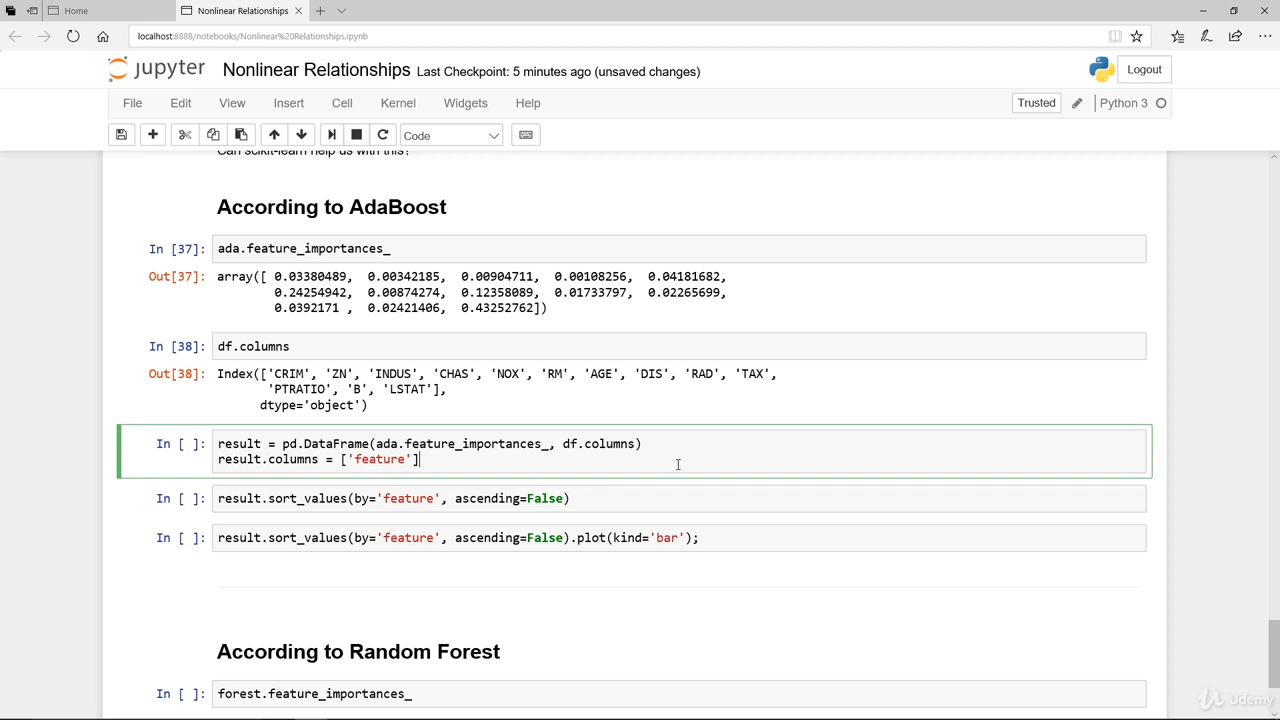 Home
Nonlinear Relationships
localhost:8888/notebooks/Nonlinear%20Relationships.ipynb
jupyter Nonlinear Relationships Last Checkpoint: 5 minutes ago (unsaved changes)
Logout
File Edit View Insert Cell Kernel Widgets Help
Trusted Python 3
Code
Can scikit-learn help us with this?
According to AdaBoost
In [37]: ada.feature_importances_
Out[37]: array([ 0.03380489, 0.00342185, 0.00904711, 0.00108256, 0.04181682,
0.24254942, 0.00874274, 0.12358089, 0.01733797, 0.02265699,
0.0392171 , 0.02421406, 0.43252762])
In [38]: df.columns
Out[38]: Index(['CRIM', 'ZN', 'INDUS', 'CHAS', 'NOX', 'RM', 'AGE', 'DIS', 'RAD', 'TAX',
'PTRATIO', 'B', 'LSTAT'],
dtype='object')
In [ ]: result = pd.DataFrame(ada.feature_importances_, df.columns)
result.columns = ['feature']
In [ ]: result.sort_values(by='feature', ascending=False)
In [ ]: result.sort_values(by='feature', ascending=False).plot(kind='bar');
According to Random Forest
In [ ]: forest.feature_importances_
Udemy